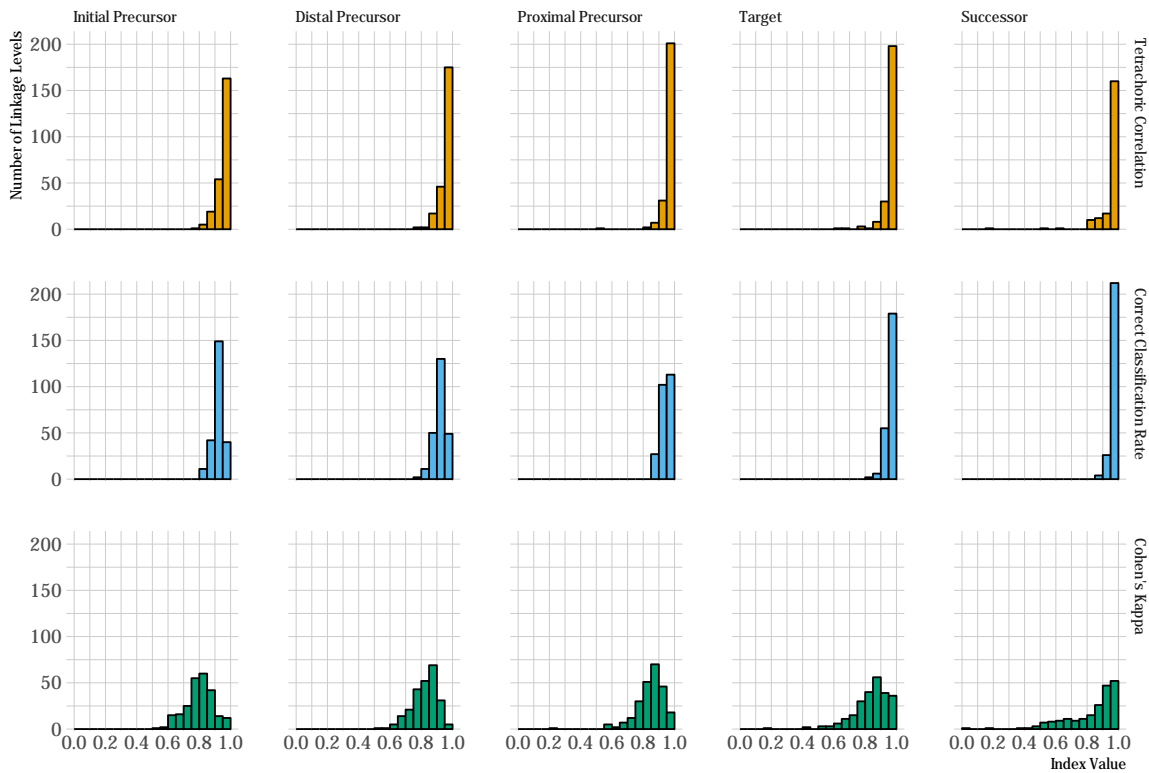 Initial Precursor Distal Precursor Proximal Precursor Target Successor
Number of Linkage Levels
200
150
100
50
0
Tetrachoric Correlation
200
150
100
50
0
Correct Classification Rate
200
150
100
50
0
Cohen's Kappa
0.0 0.2 0.4 0.6 0.8 1.0 0.0 0.2 0.4 0.6 0.8 1.0 0.0 0.2 0.4 0.6 0.8 1.0 0.0 0.2 0.4 0.6 0.8 1.0 0.0 0.2 0.4 0.6 0.8 1.0
Index Value